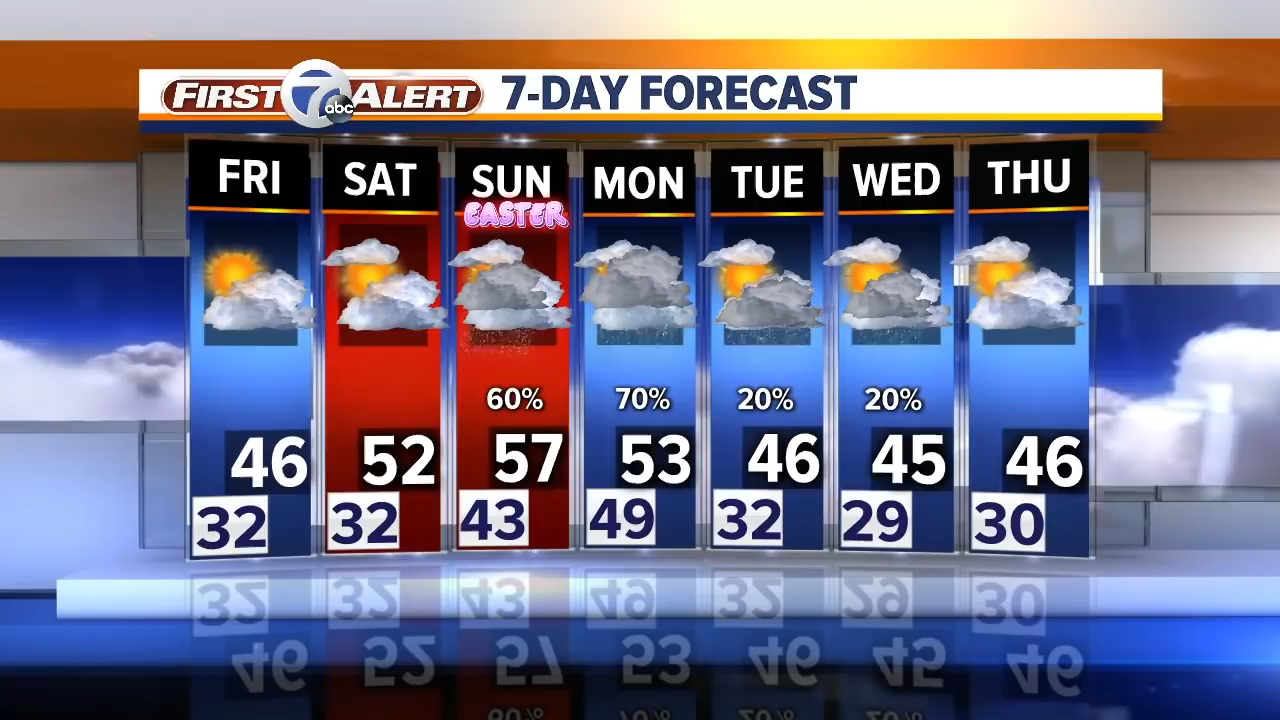 FIRST 7 abc ALERT 7-DAY FORECAST
FRI SAT SUN MON TUE WED THU
EASTER
60% 70% 20% 20%
46 52 57 53 46 45 46
32 32 43 49 32 29 30